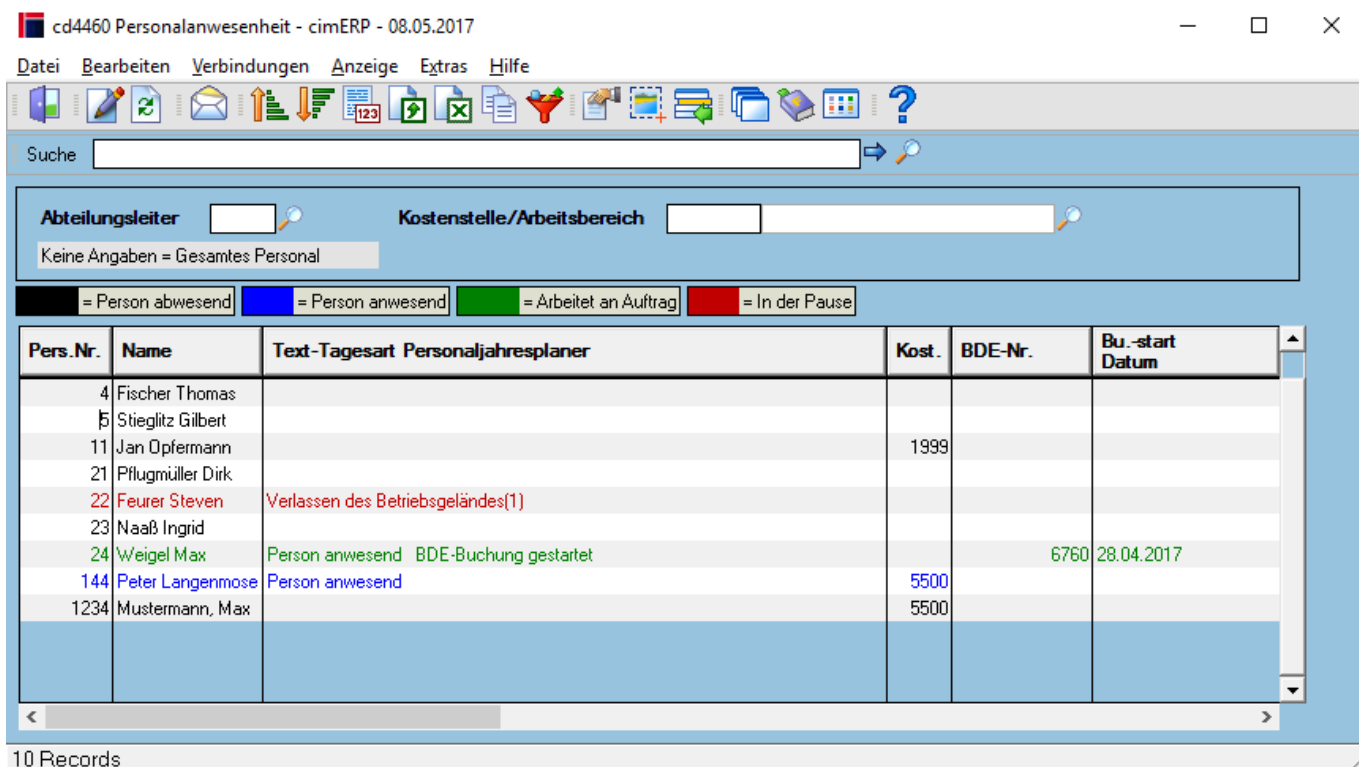 cd4460 Personalanwesenheit - cimERP - 08.05.2017
Datei Bearbeiten Verbindungen Anzeige Extras Hilfe
123
Suche
Abteilungsleiter Kostenstelle/Arbeitsbereich
Keine Angaben = Gesamtes Personal
= Person abwesend = Person anwesend = Arbeitet an Auftrag = In der Pause
Pers.Nr. Name Text-Tagesart Personaljahresplaner Kost. BDE-Nr. Bu.-start Datum
4 Fischer Thomas
5 Stieglitz Gilbert
11 Jan Opfermann 1999
21 Pflugmüller Dirk
22 Feurer Steven Verlassen des Betriebsgeländes(1)
23 Naaß Ingrid
24 Weigel Max Person anwesend BDE-Buchung gestartet 6760 28.04.2017
144 Peter Langenmose Person anwesend 5500
1234 Mustermann, Max 5500
10 Records